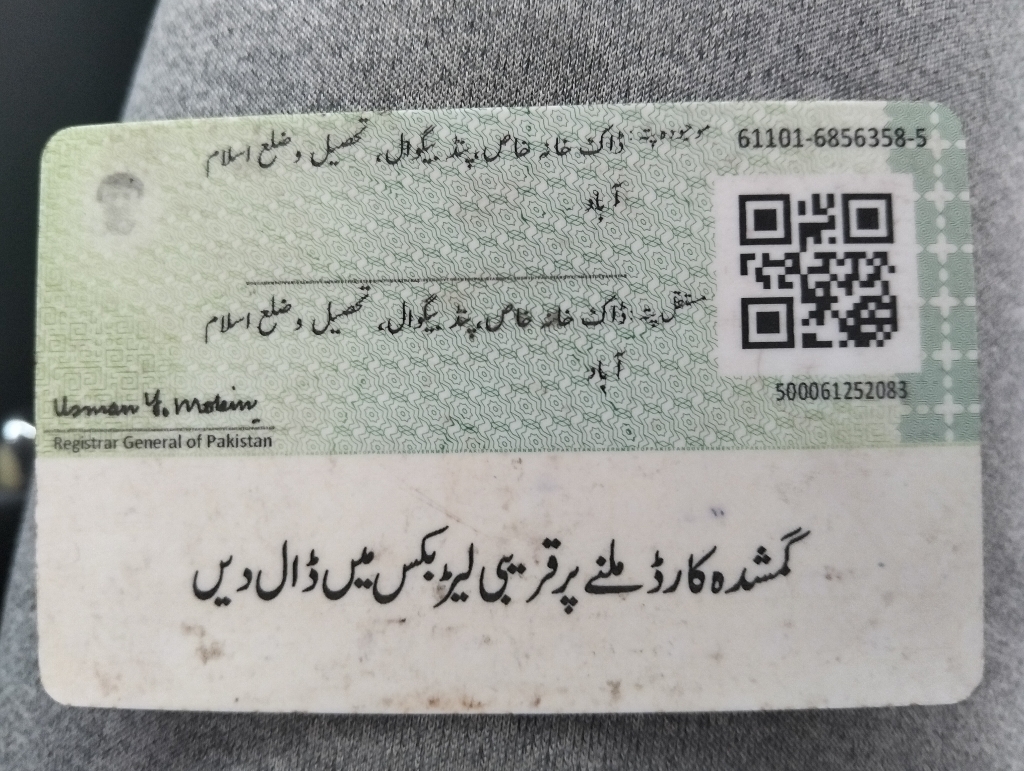 61101-6856358-5
موجودہ پتہ: ڈاک خانہ خاص، پنڈ بیگوال، تحصیل و ضلع اسلام
آباد
مستقل پتہ: ڈاک خانہ خاص، پنڈ بیگوال، تحصیل و ضلع اسلام
آباد
500061252083
Usman Y. Mobin
Registrar General of Pakistan
گمشدہ کارڈ ملنے پر قریبی لیٹر بکس میں ڈال دیں